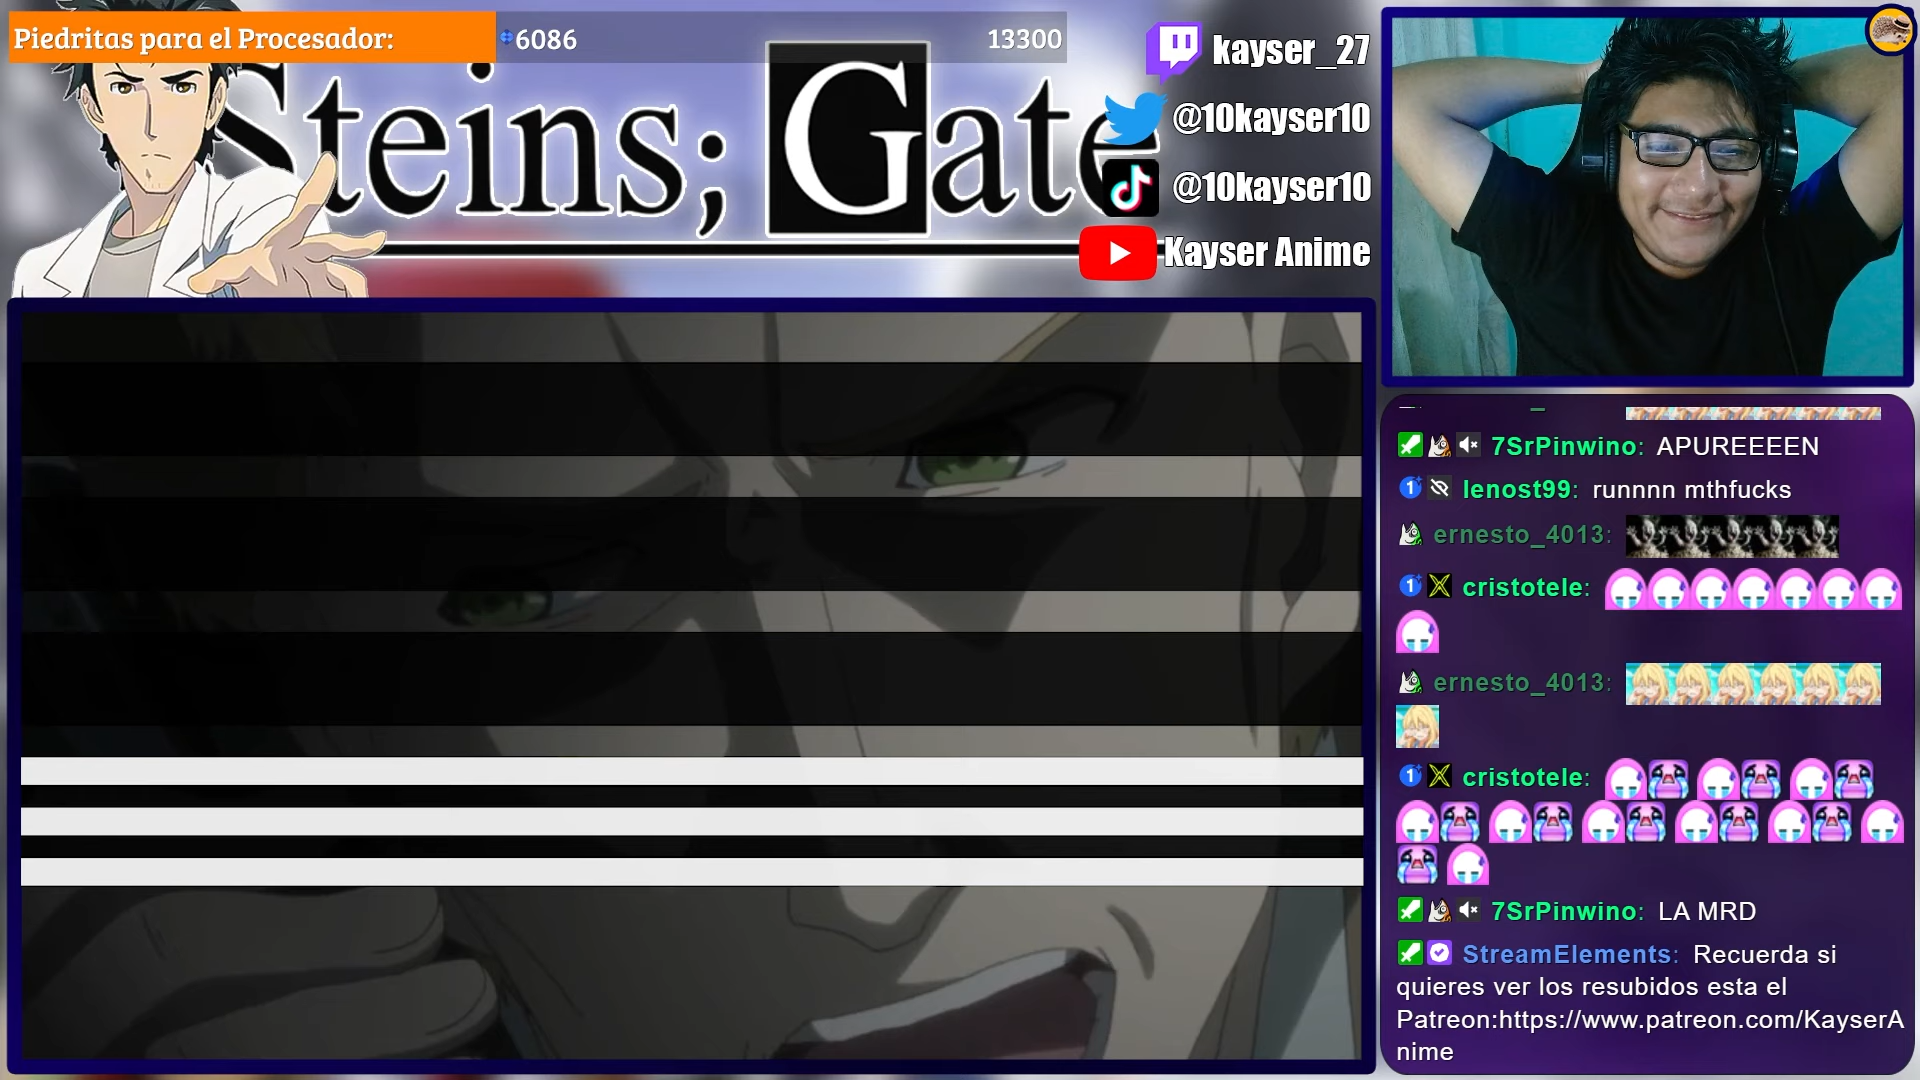 Piedritas para el Procesador:
6086
13300
Steins; Gate
kayser_27
@10kayser10
@10kayser10
Kayser Anime
7SrPinwino: APUREEEEN
lenost99: runnnn mthfucks
ernesto_4013:
cristotele:
ernesto_4013:
cristotele:
7SrPinwino: LA MRD
StreamElements: Recuerda si
quieres ver los resubidos esta el
Patreon:https://www.patreon.com/KayserA
nime